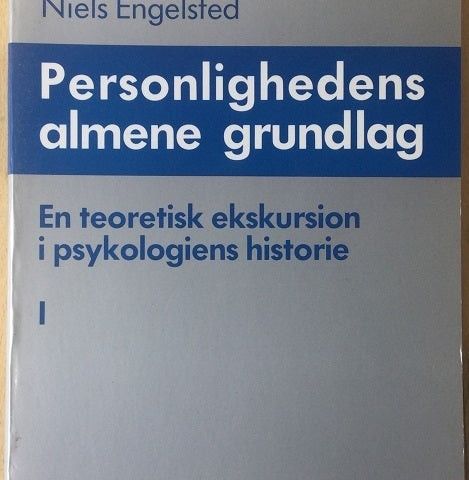 Niels Engelsted
Personlighedens
almene grundlag
En teoretisk ekskursion
i psykologiens historie
I